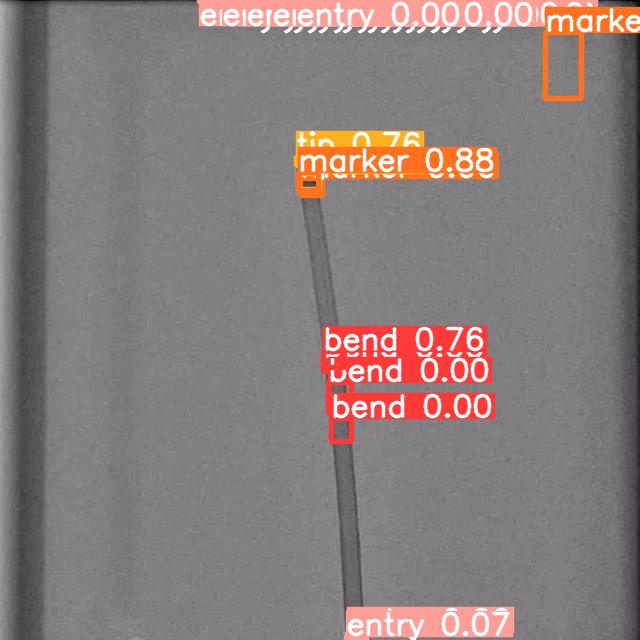 marke
tip 0.76
marker 0.88
bend 0.76
bend 0.00
bend 0.00
entry 0.07